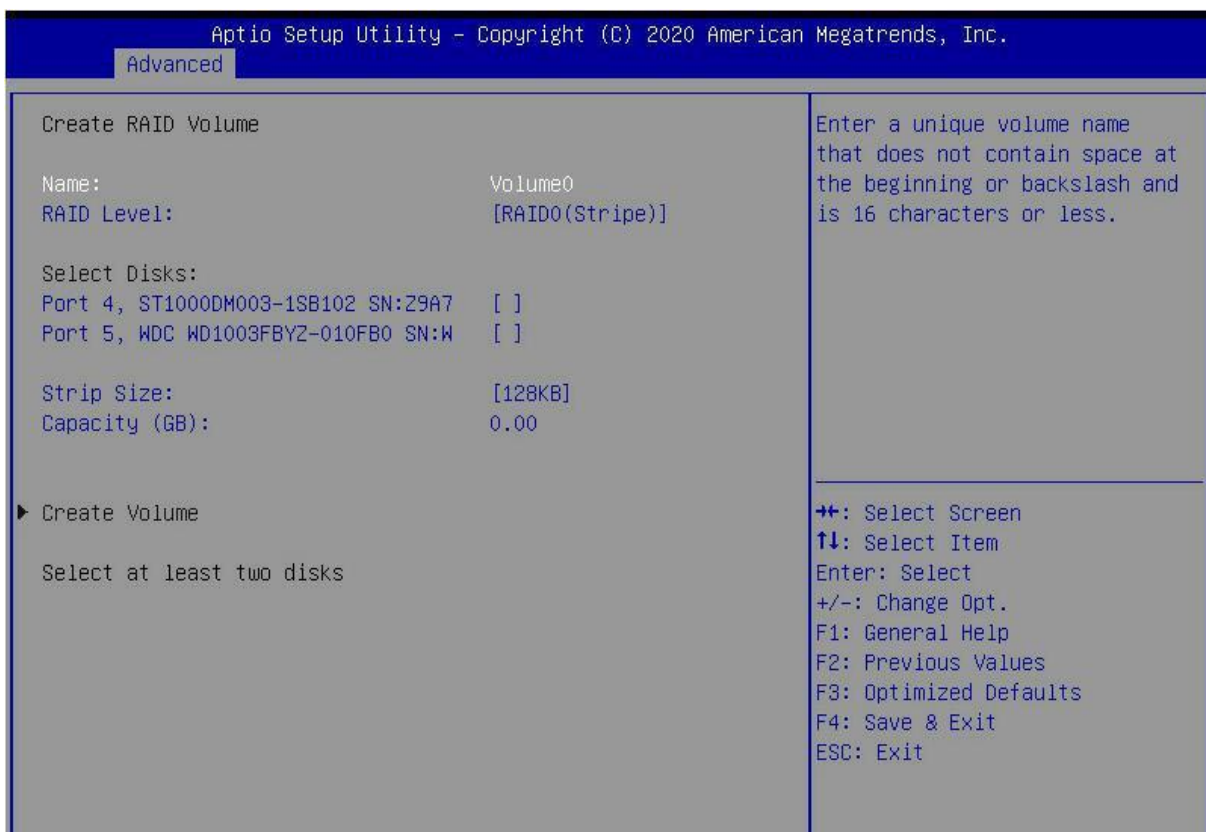 Aptio Setup Utility – Copyright (C) 2020 American Megatrends, Inc.
Advanced
Create RAID Volume
Name: Volume0
RAID Level: [RAID0(Stripe)]
Select Disks:
Port 4, ST1000DM003-1SB102 SN:Z9A7 [ ]
Port 5, WDC WD1003FBYZ-010FB0 SN:W [ ]
Strip Size: [128KB]
Capacity (GB): 0.00
▶ Create Volume
Select at least two disks
Enter a unique volume name
that does not contain space at
the beginning or backslash and
is 16 characters or less.
→←: Select Screen
↑↓: Select Item
Enter: Select
+/-: Change Opt.
F1: General Help
F2: Previous Values
F3: Optimized Defaults
F4: Save & Exit
ESC: Exit